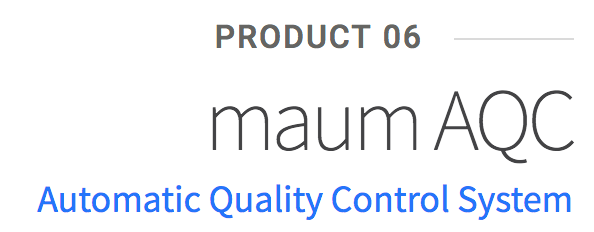 PRODUCT 06
maum AQC
Automatic Quality Control System